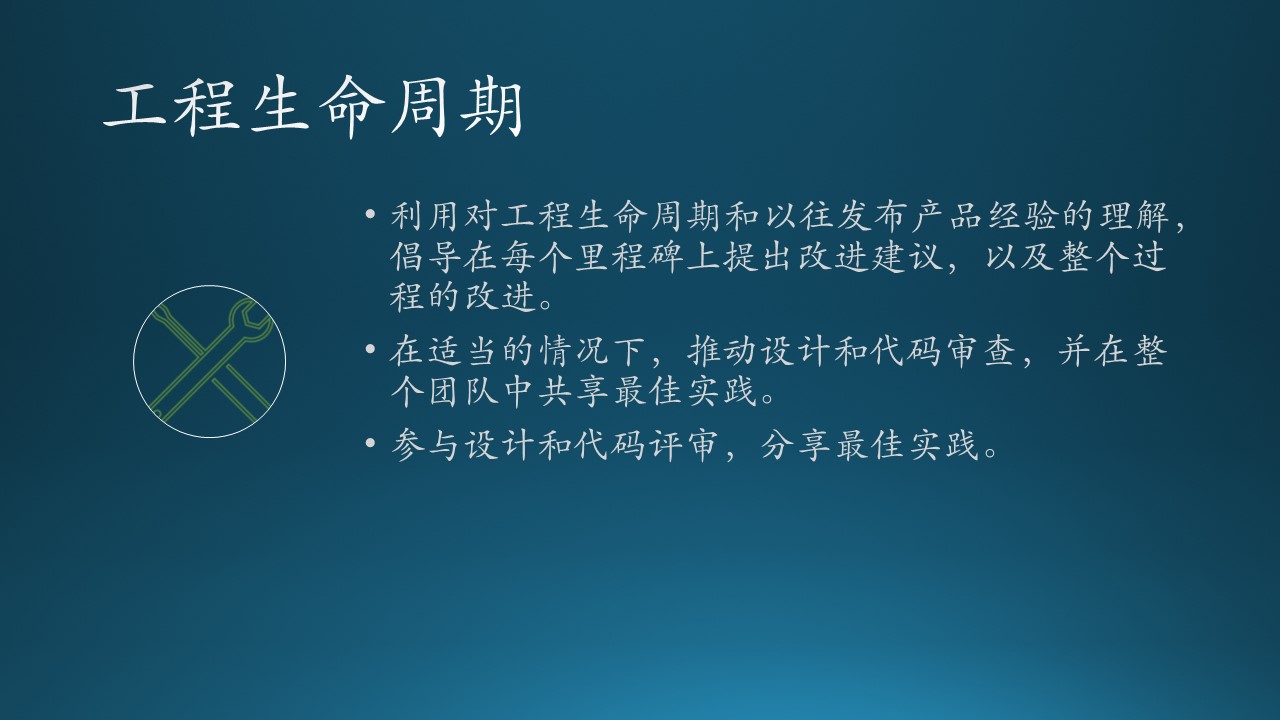 工程生命周期
• 利用对工程生命周期和以往发布产品经验的理解，
倡导在每个里程碑上提出改进建议，以及整个过
程的改进。
• 在适当的情况下，推动设计和代码审查，并在整
个团队中共享最佳实践。
• 参与设计和代码评审，分享最佳实践。